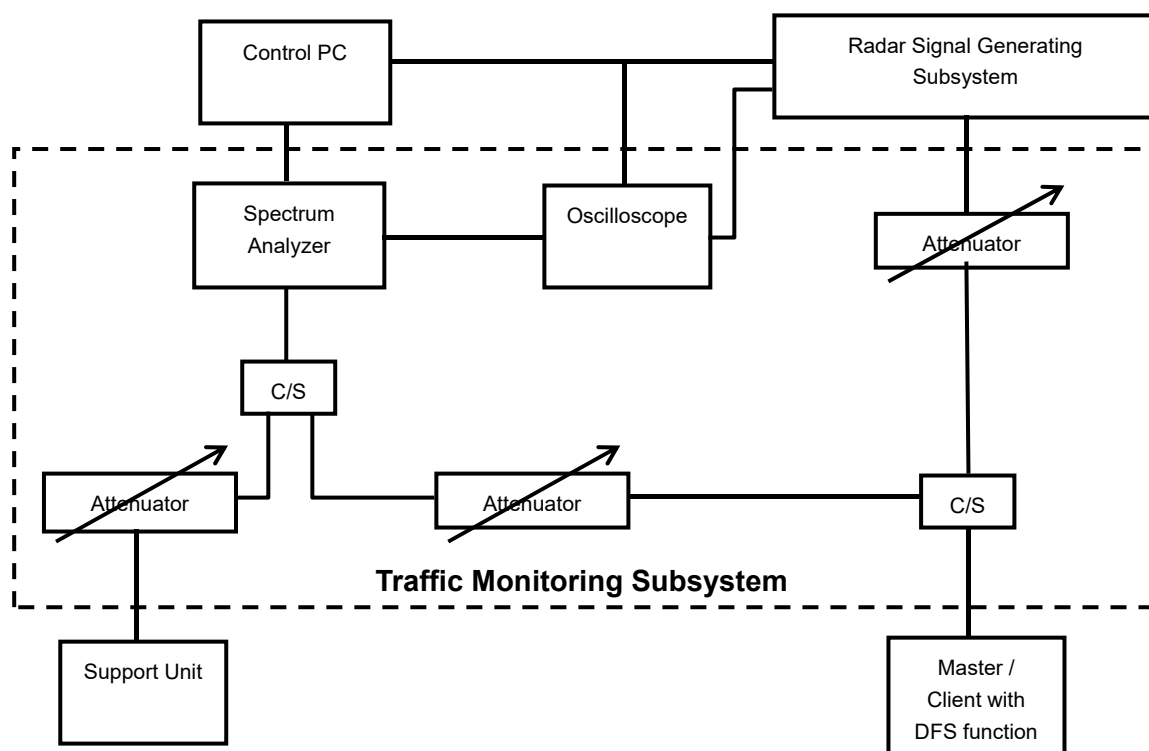 Control PC
Radar Signal Generating
Subsystem
Spectrum
Analyzer
Oscilloscope
Attenuator
C/S
Attenuator
Attenuator
C/S
Traffic Monitoring Subsystem
Support Unit
Master /
Client with
DFS function